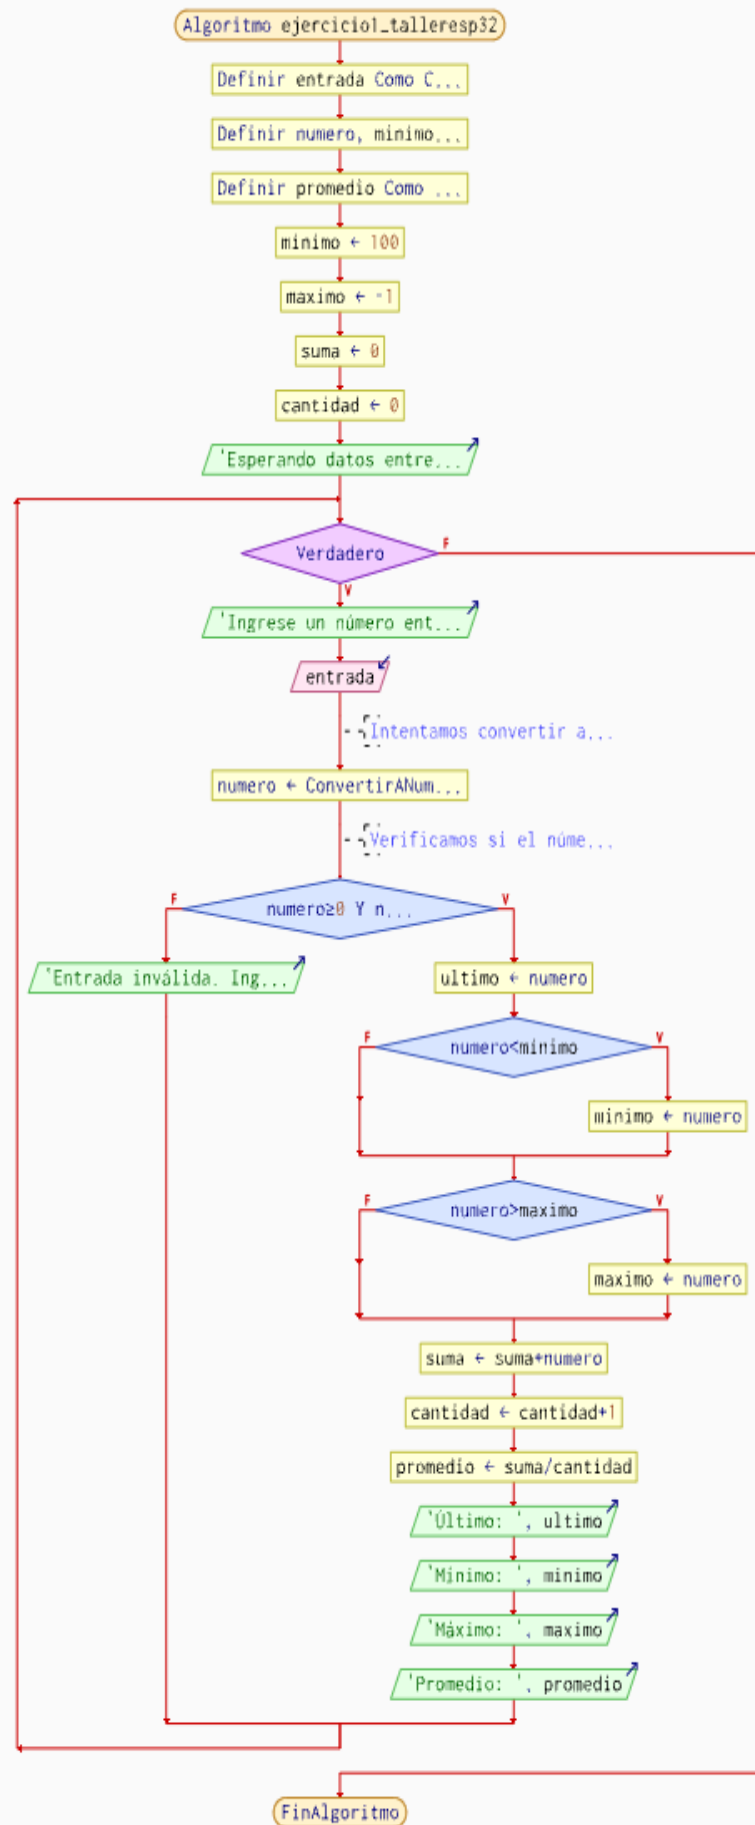 Algoritmo ejercicio1_talleresp32
Definir entrada Como C...
Definir numero, minimo...
Definir promedio Como ...
minimo ← 100
maximo ← -1
suma ← 0
cantidad ← 0
'Esperando datos entre...
Verdadero
F
V
'Ingrese un número ent...
entrada
Intentamos convertir a...
numero ← ConvertirANum...
Verificamos si el núme...
F
V
numero≥0 Y n...
'Entrada inválida. Ing...
ultimo ← numero
F
V
numero<minimo
minimo ← numero
F
V
numero>maximo
maximo ← numero
suma ← suma+numero
cantidad ← cantidad+1
promedio ← suma/cantidad
'Último: ', ultimo
'Mínimo: ', minimo
'Máximo: ', maximo
'Promedio: ', promedio
FinAlgoritmo